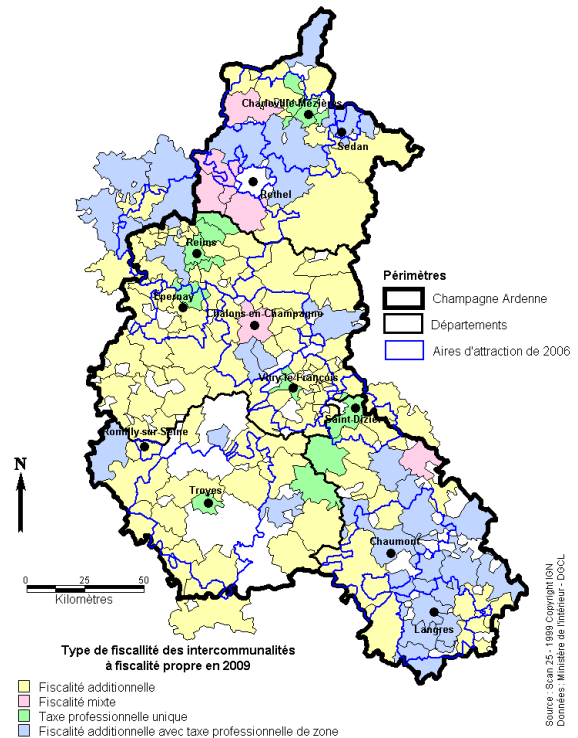 Charleville-Mézières
Sedan
Rethel
Reims
Epernay
Chalons-en-Champagne
Périmètres
Champagne Ardenne
Départements
Aires d'attraction de 2006
Vitry-le-François
Saint-Dizier
Romilly-sur-Seine
N
Troyes
Chaumont
Langres
0 25 50
Kilomètres
Type de fiscallité des intercommunalités
à fiscalité propre en 2009
Fiscalité additionnelle
Fiscalité mixte
Taxe professionnelle unique
Fiscalité additionnelle avec taxe professionnelle de zone
Source : Scan 25 - 1999 Copyright IGN
Données : Ministère de l'Intérieur - DGCL